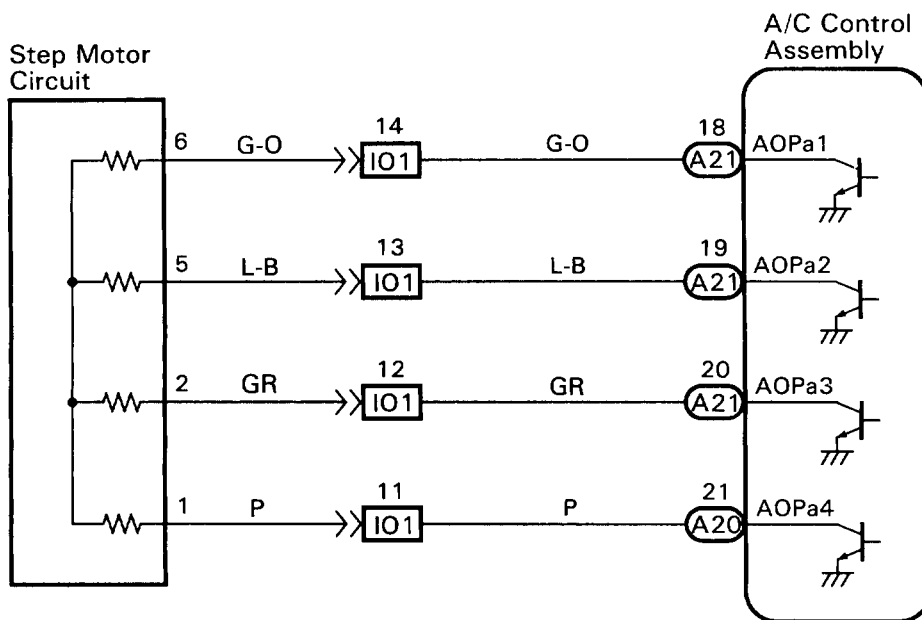 Step Motor
Circuit
A/C Control
Assembly
6 G-O 14 G-O 18 AOPa1
IO1 A21
5 L-B 13 L-B 19 AOPa2
IO1 A21
2 GR 12 GR 20 AOPa3
IO1 A21
1 P 11 P 21 AOPa4
IO1 A20